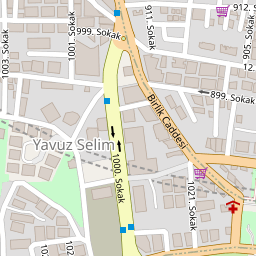 912. S
911. Sokak
999. Sokak
1001. Sokak
1003. Sokak
905. Sokak
12
899. Sokak
Birlik Caddesi
Yavuz Selim
1000. Sokak
1021. Sokak